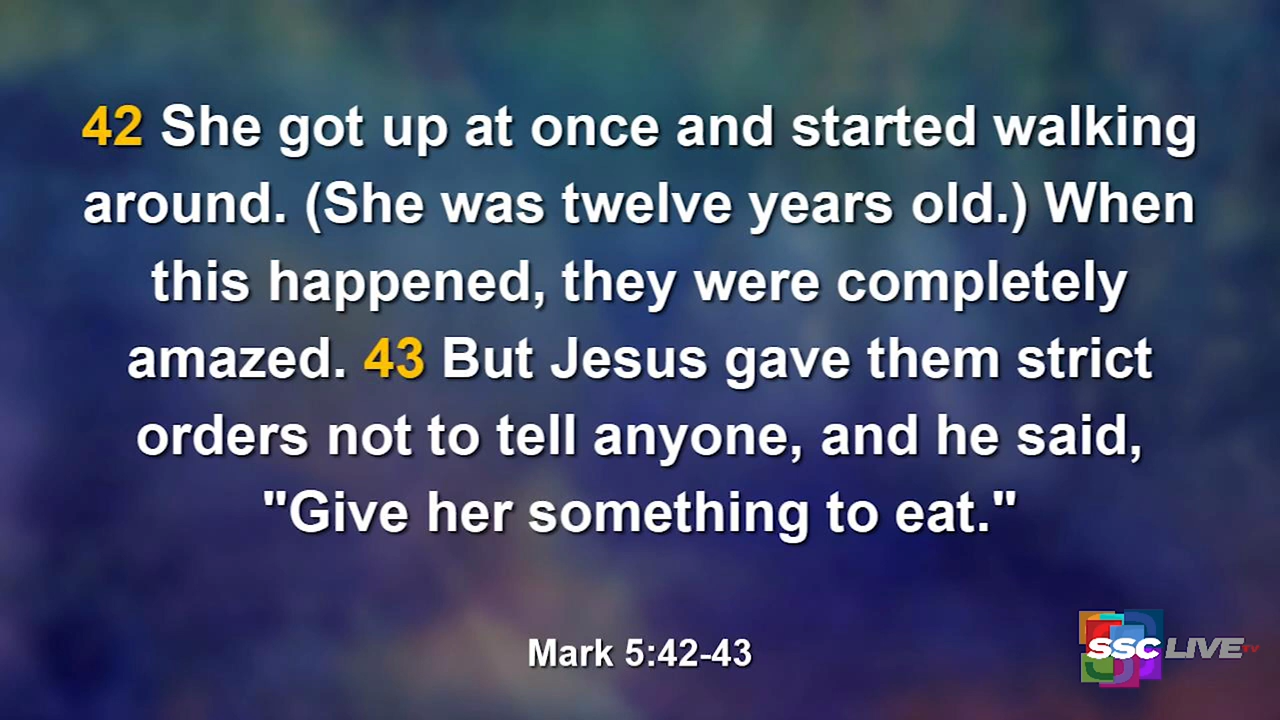 42 She got up at once and started walking
around. (She was twelve years old.) When
this happened, they were completely
amazed. 43 But Jesus gave them strict
orders not to tell anyone, and he said,
"Give her something to eat."
Mark 5:42-43
SSC LIVE TV